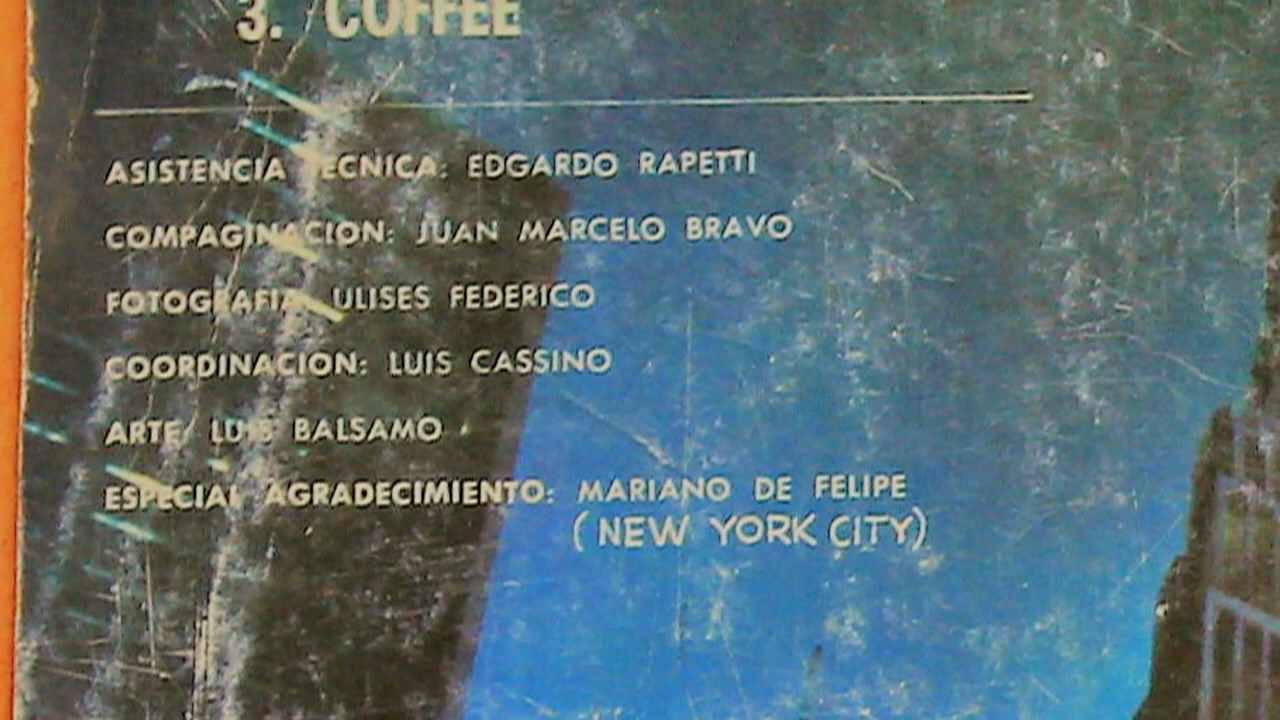 3. COFFEE
ASISTENCIA TECNICA: EDGARDO RAPETTI
COMPAGINACION: JUAN MARCELO BRAVO
FOTOGRAFIA: ULISES FEDERICO
COORDINACION: LUIS CASSINO
ARTE: LUIS BALSAMO
ESPECIAL AGRADECIMIENTO: MARIANO DE FELIPE
(NEW YORK CITY)